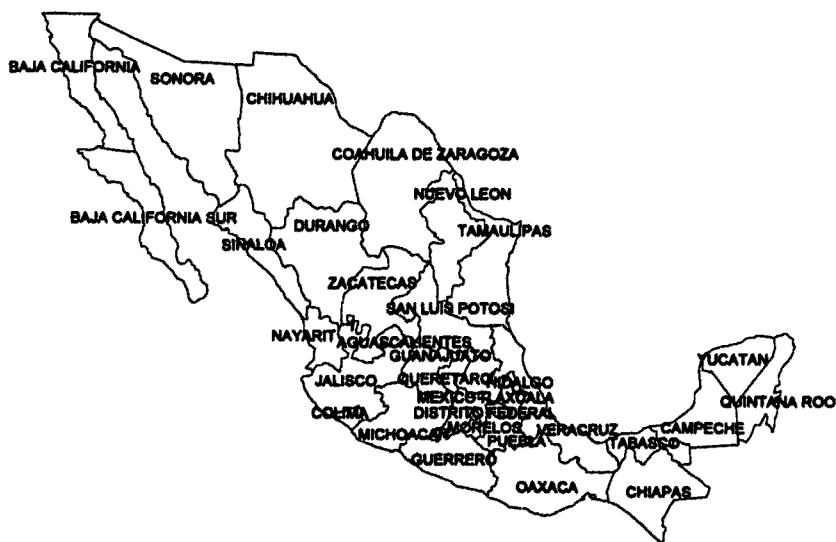 BAJA CALIFORNIA
SONORA
CHIHUAHUA
COAHUILA DE ZARAGOZA
NUEVO LEON
BAJA CALIFORNIA SUR
DURANGO
TAMAULIPAS
SINALOA
ZACATECAS
SAN LUIS POTOSI
NAYARIT
AGUASCALIENTES
GUANAJUATO
YUCATAN
JALISCO
QUERETARO
HIDALGO
MEXICO
TLAXCALA
QUINTANA ROO
COLIMA
DISTRITO FEDERAL
MICHOACAN
MORELOS
VERACRUZ
CAMPECHE
PUEBLA
TABASCO
GUERRERO
OAXACA
CHIAPAS